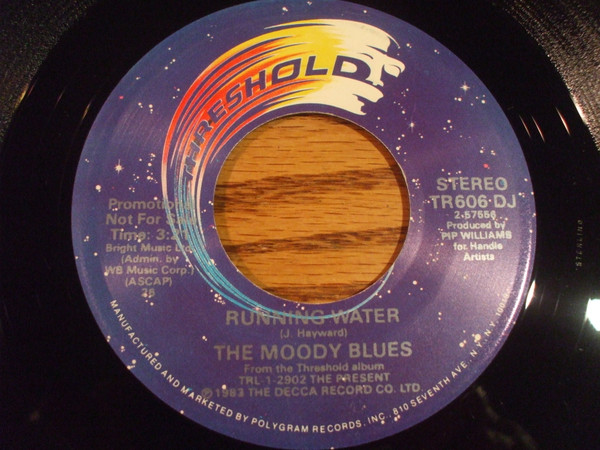 THRESHOLD
Promotional
Not For Sale
Time: 3:2
Bright Music Ltd.
(Admin. by
WB Music Corp.)
(ASCAP)
STEREO
TR606·DJ
Produced by
PIP WILLIAMS
for Handle
Artists
RUNNING WATER
(J. Hayward)
THE MOODY BLUES
From the Threshold album
TRL-1-2902 THE PRESENT
℗1983 THE DECCA RECORD CO. LTD.
MANUFACTURED AND MARKETED BY POLYGRAM RECORDS, INC. 810 SEVENTH AVE. N.Y., N.Y.
STERLING